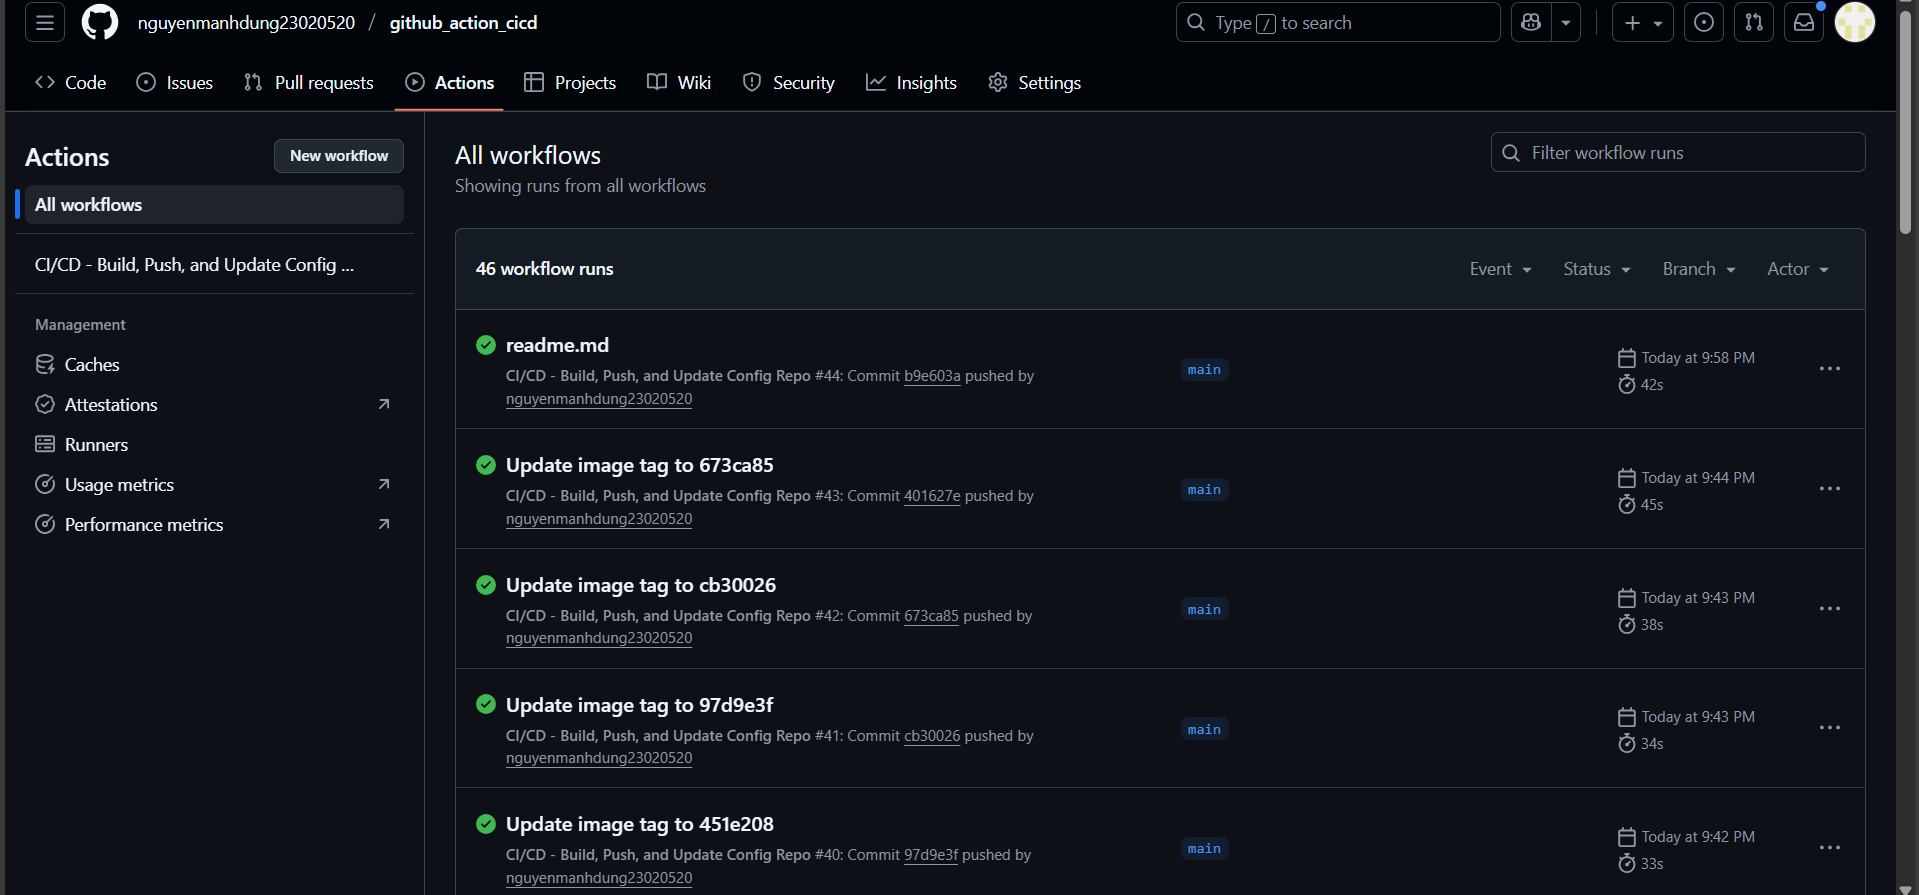 nguyenmanhdung23020520 / github_action_cicd
Type / to search
Code Issues Pull requests Actions Projects Wiki Security Insights Settings
Actions
New workflow
All workflows
CI/CD - Build, Push, and Update Config ...
Management
Caches
Attestations
Runners
Usage metrics
Performance metrics
All workflows
Showing runs from all workflows
Filter workflow runs
46 workflow runs
Event Status Branch Actor
readme.md
CI/CD - Build, Push, and Update Config Repo #44: Commit b9e603a pushed by
nguyenmanhdung23020520
main
Today at 9:58 PM
42s
Update image tag to 673ca85
CI/CD - Build, Push, and Update Config Repo #43: Commit 401627e pushed by
nguyenmanhdung23020520
main
Today at 9:44 PM
45s
Update image tag to cb30026
CI/CD - Build, Push, and Update Config Repo #42: Commit 673ca85 pushed by
nguyenmanhdung23020520
main
Today at 9:43 PM
38s
Update image tag to 97d9e3f
CI/CD - Build, Push, and Update Config Repo #41: Commit cb30026 pushed by
nguyenmanhdung23020520
main
Today at 9:43 PM
34s
Update image tag to 451e208
CI/CD - Build, Push, and Update Config Repo #40: Commit 97d9e3f pushed by
nguyenmanhdung23020520
main
Today at 9:42 PM
33s